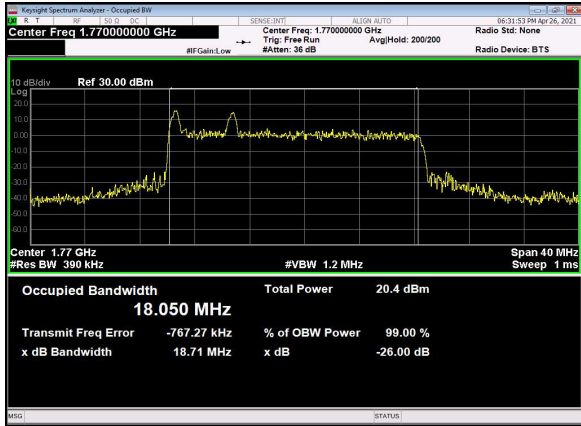 Keysight Spectrum Analyzer - Occupied BW
R T RF 50 Ω DC SENSE:INT ALIGN AUTO 06:31:53 PM Apr 26, 2021
Center Freq 1.770000000 GHz Center Freq: 1.770000000 GHz Radio Std: None
Trig: Free Run Avg|Hold: 200/200
#IFGain:Low #Atten: 36 dB Radio Device: BTS
10 dB/div Ref 30.00 dBm
Log
20.0
10.0
0.00
-10.0
-20.0
-30.0
-40.0
-50.0
-60.0
Center 1.77 GHz Span 40 MHz
#Res BW 390 kHz #VBW 1.2 MHz Sweep 1 ms
Occupied Bandwidth Total Power 20.4 dBm
18.050 MHz
Transmit Freq Error -767.27 kHz % of OBW Power 99.00 %
x dB Bandwidth 18.71 MHz x dB -26.00 dB
MSG STATUS